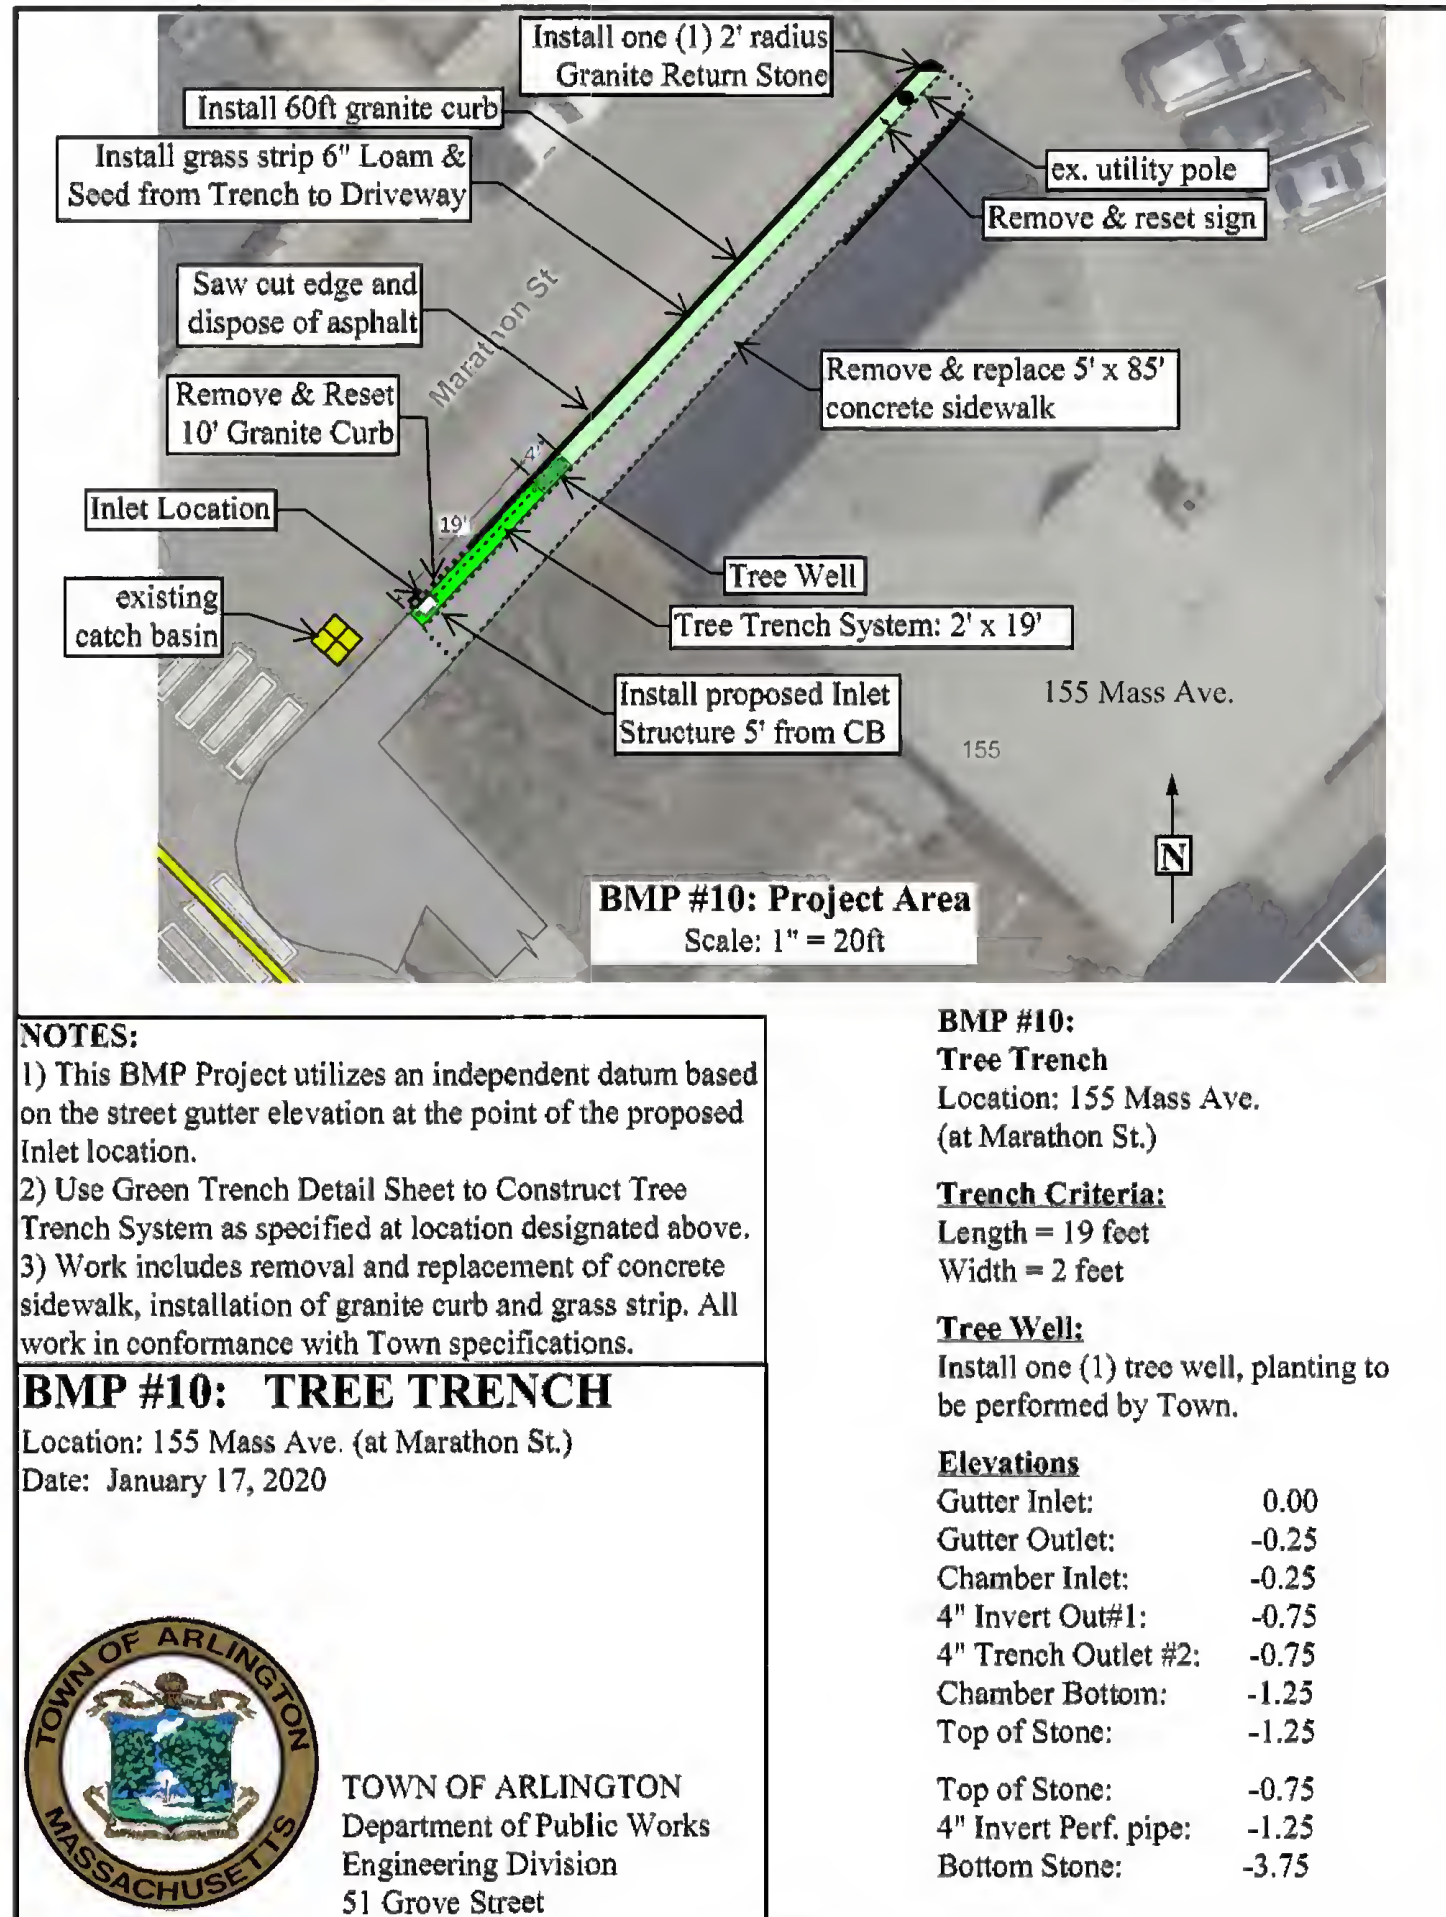 Install one (1) 2' radius
Granite Return Stone
Install 60ft granite curb
Install grass strip 6" Loam &
Seed from Trench to Driveway
ex. utility pole
Remove & reset sign
Saw cut edge and
dispose of asphalt
Marathon St
Remove & replace 5' x 85'
concrete sidewalk
Remove & Reset
10' Granite Curb
4'
Inlet Location
19'
Tree Well
existing
catch basin
Tree Trench System: 2' x 19'
Install proposed Inlet
Structure 5' from CB
155 Mass Ave.
155
N
BMP #10: Project Area
Scale: 1" = 20ft
NOTES:
1) This BMP Project utilizes an independent datum based
on the street gutter elevation at the point of the proposed
Inlet location.
2) Use Green Trench Detail Sheet to Construct Tree
Trench System as specified at location designated above.
3) Work includes removal and replacement of concrete
sidewalk, installation of granite curb and grass strip. All
work in conformance with Town specifications.
BMP #10: TREE TRENCH
Location: 155 Mass Ave. (at Marathon St.)
Date: January 17, 2020
TOWN OF ARLINGTON
MASSACHUSETTS
TOWN OF ARLINGTON
Department of Public Works
Engineering Division
51 Grove Street
BMP #10:
Tree Trench
Location: 155 Mass Ave.
(at Marathon St.)
Trench Criteria:
Length = 19 feet
Width = 2 feet
Tree Well:
Install one (1) tree well, planting to
be performed by Town.
Elevations
Gutter Inlet: 0.00
Gutter Outlet: -0.25
Chamber Inlet: -0.25
4" Invert Out#1: -0.75
4" Trench Outlet #2: -0.75
Chamber Bottom: -1.25
Top of Stone: -1.25
Top of Stone: -0.75
4" Invert Perf. pipe: -1.25
Bottom Stone: -3.75